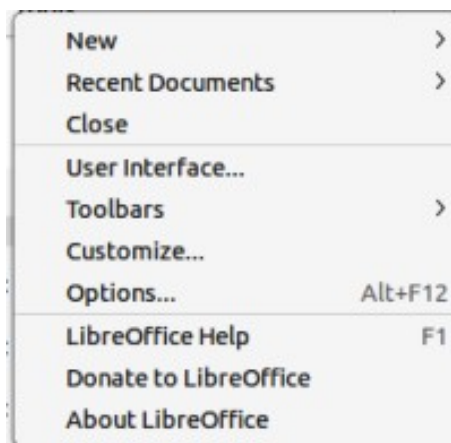 New
Recent Documents
Close
User Interface...
Toolbars
Customize...
Options... Alt+F12
LibreOffice Help F1
Donate to LibreOffice
About LibreOffice